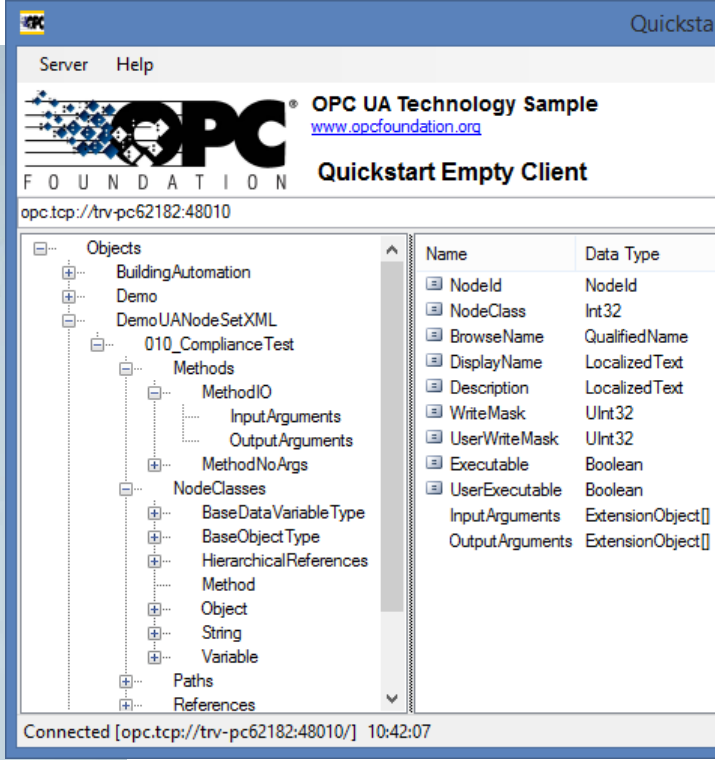 OPC
Quicksta
Server Help
OPC
®
FOUNDATION
OPC UA Technology Sample
www.opcfoundation.org
Quickstart Empty Client
opc.tcp://trv-pc62182:48010
Objects
BuildingAutomation
Demo
DemoUANodeSetXML
010_ComplianceTest
Methods
MethodIO
InputArguments
OutputArguments
MethodNoArgs
NodeClasses
BaseDataVariableType
BaseObjectType
HierarchicalReferences
Method
Object
String
Variable
Paths
References
Name Data Type
NodeId NodeId
NodeClass Int32
BrowseName QualifiedName
DisplayName LocalizedText
Description LocalizedText
WriteMask UInt32
UserWriteMask UInt32
Executable Boolean
UserExecutable Boolean
InputArguments ExtensionObject[]
OutputArguments ExtensionObject[]
Connected [opc.tcp://trv-pc62182:48010/] 10:42:07